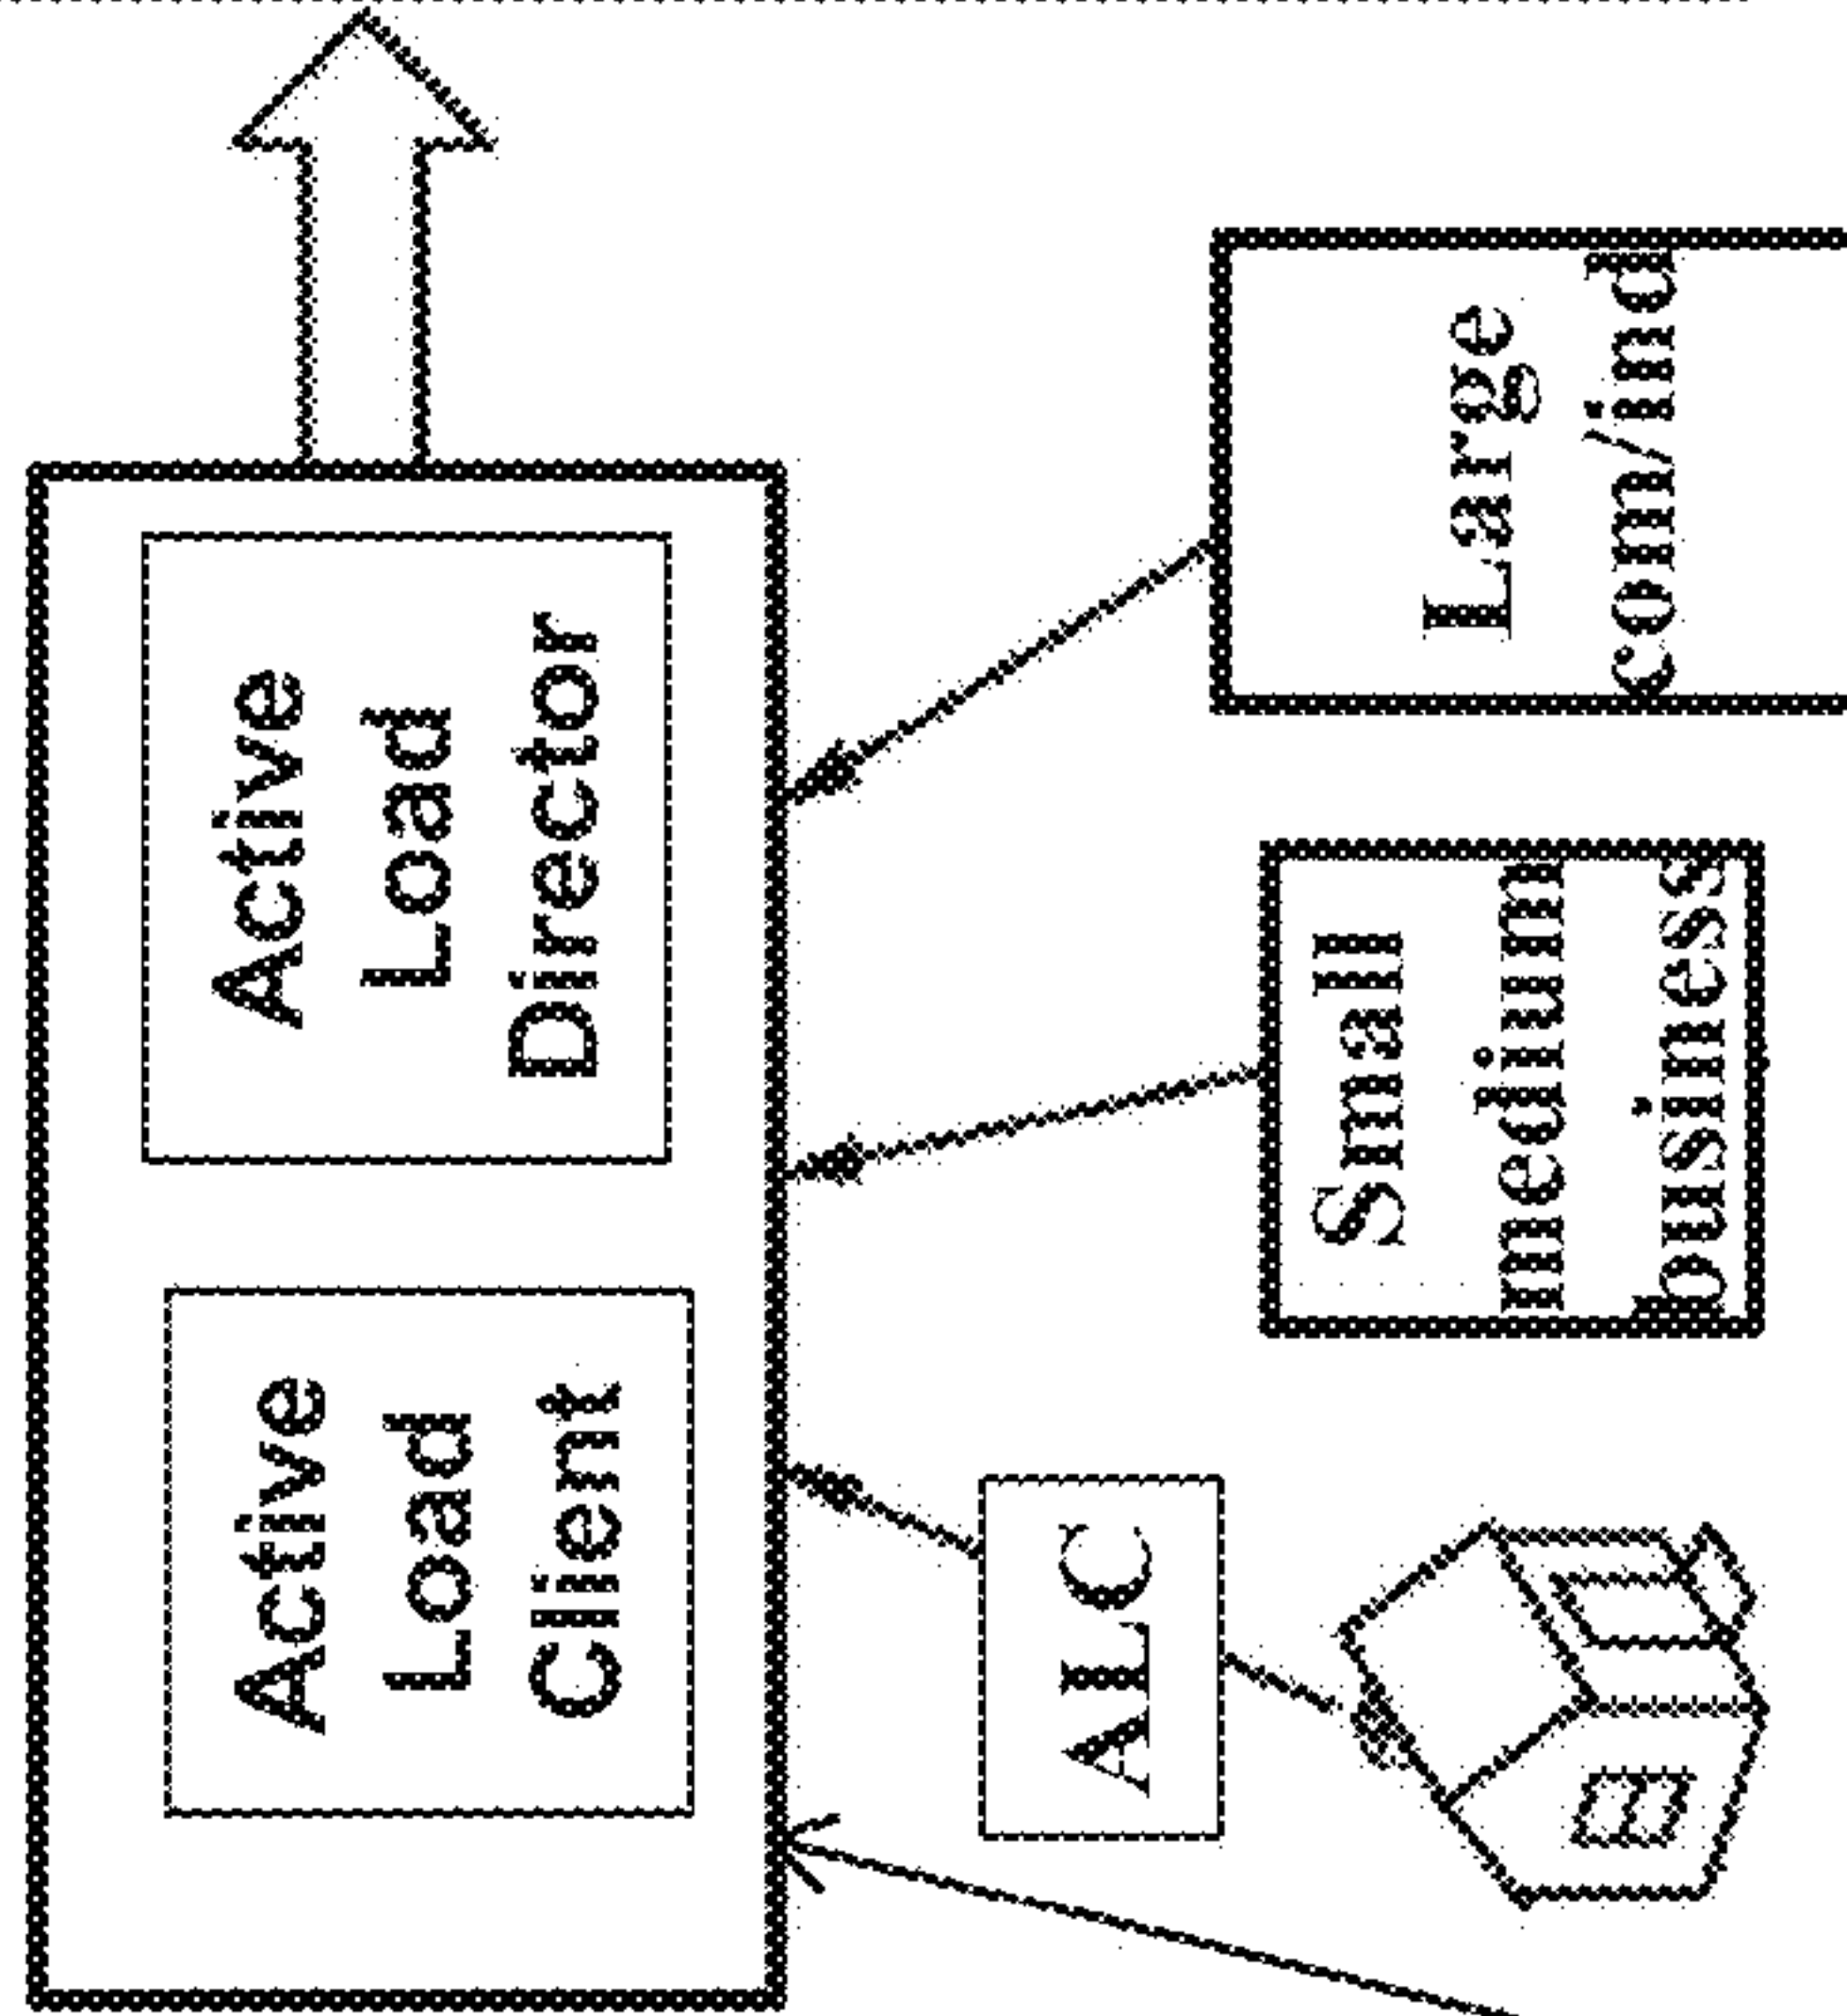 Active
Load
Client
Active
Load
Director
ALC
Small
medium
business
Large
com/ind